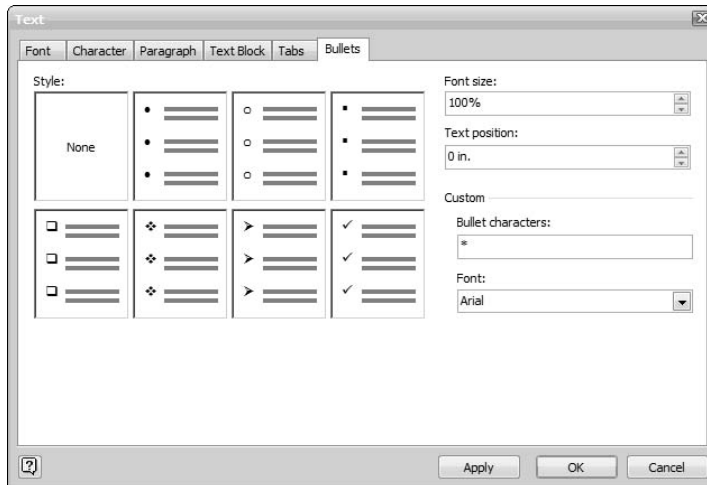 Text
Font Character Paragraph Text Block Tabs Bullets
Style:
None
Font size:
100%
Text position:
0 in.
Custom
Bullet characters:
*
Font:
Arial
Apply OK Cancel